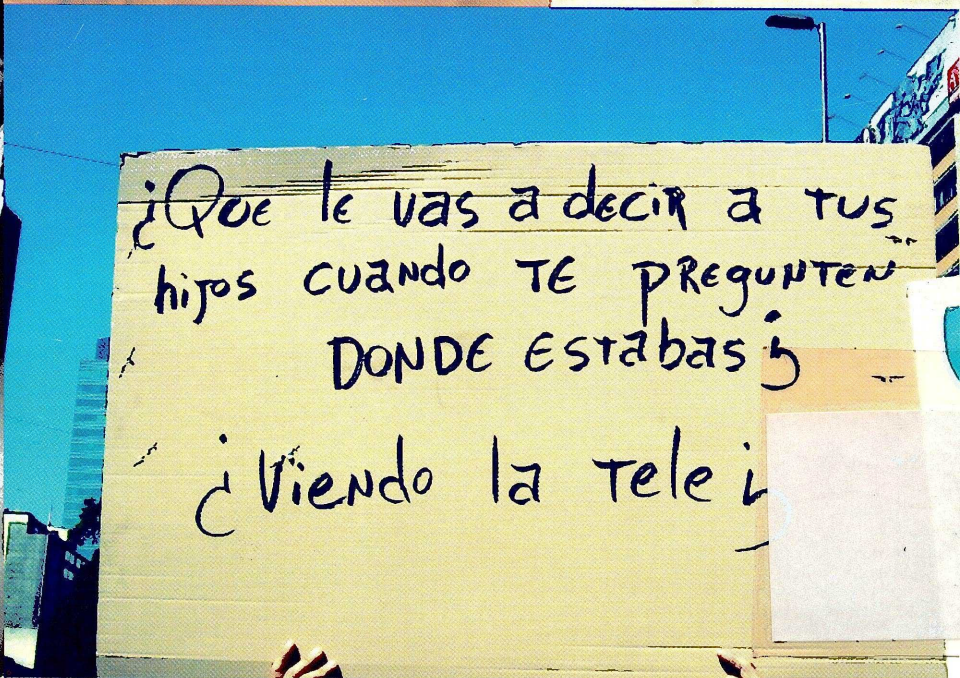 ¿Que le vas a decir a tus
hijos cuando TE pregunten
DONDE Estabas¿
¿Viendo la Tele¿